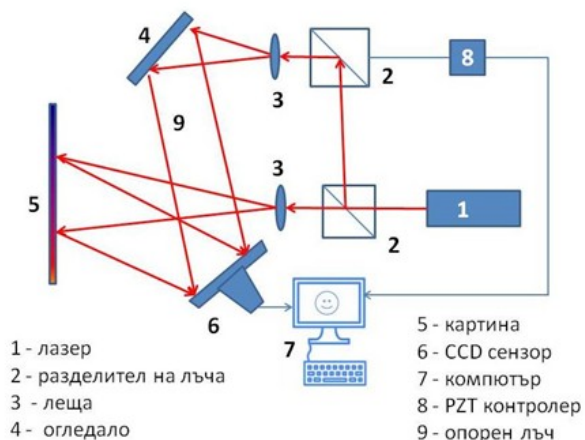 4
3
2
8
9
5
3
2
1
6
7
1 - лазер
2 - разделител на лъча
3 - леща
4 - огледало
5 - картина
6 - CCD сензор
7 - компютър
8 - PZT контролер
9 - опорен лъч